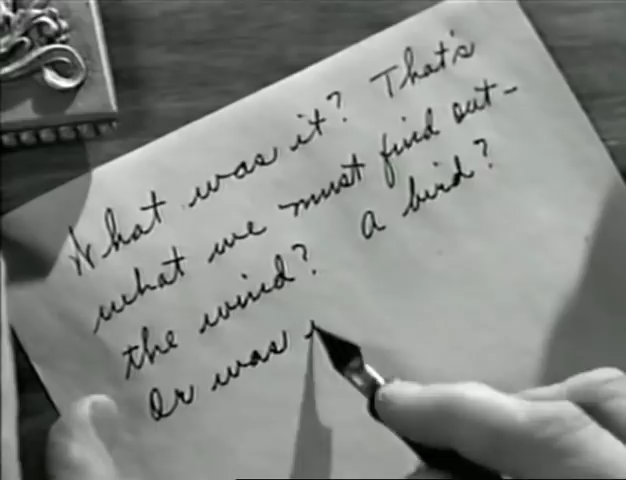 What was it? That's
what we must find out-
the wind? A bird?
Or was i